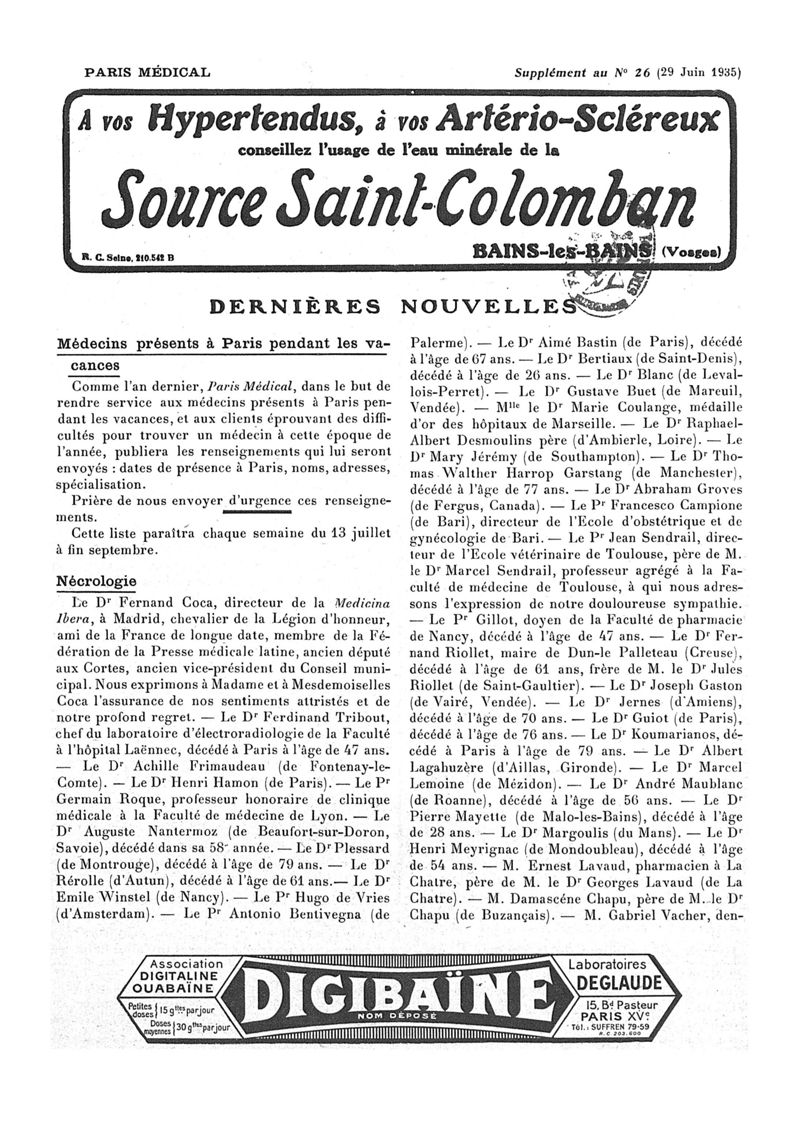 PARIS MÉDICAL
Supplément au N° 26 (29 Juin 1935)
A vos Hypertendus, à vos Artério-Scléreux
conseillez l'usage de l'eau minérale de la
Source Saint-Colomban
R. C. Seine, 210.542 B
BAINS-les-BAINS (Vosges)
DERNIÈRES NOUVELLES
Médecins présents à Paris pendant les va-
cances
Comme l'an dernier, Paris Médical, dans le but de
rendre service aux médecins présents à Paris pen-
dant les vacances, et aux clients éprouvant des diffi-
cultés pour trouver un médecin à cette époque de
l'année, publiera les renseignements qui lui seront
envoyés : dates de présence à Paris, noms, adresses,
spécialisation.
Prière de nous envoyer d'urgence ces renseigne-
ments.
Cette liste paraîtra chaque semaine du 13 juillet
à fin septembre.
Nécrologie
Le Dr Fernand Coca, directeur de la Medicina
Ibera, à Madrid, chevalier de la Légion d'honneur,
ami de la France de longue date, membre de la Fé-
dération de la Presse médicale latine, ancien député
aux Cortes, ancien vice-président du Conseil muni-
cipal. Nous exprimons à Madame et à Mesdemoiselles
Coca l'assurance de nos sentiments attristés et de
notre profond regret. — Le Dr Ferdinand Tribout,
chef du laboratoire d'électroradiologie de la Faculté
à l'hôpital Laënnec, décédé à Paris à l'âge de 47 ans.
— Le Dr Achille Frimaudeau (de Fontenay-le-
Comte). — Le Dr Henri Hamon (de Paris). — Le Pr
Germain Roque, professeur honoraire de clinique
médicale à la Faculté de médecine de Lyon. — Le
Dr Auguste Nantermoz (de Beaufort-sur-Doron,
Savoie), décédé dans sa 58e année. — Le Dr Plessard
(de Montrouge), décédé à l'âge de 79 ans. — Le Dr
Rérolle (d'Autun), décédé à l'âge de 61 ans. — Le Dr
Emile Winstel (de Nancy). — Le Pr Hugo de Vries
(d'Amsterdam). — Le Pr Antonio Bentivegna (de
Palerme). — Le Dr Aimé Bastin (de Paris), décédé
à l'âge de 67 ans. — Le Dr Bertiaux (de Saint-Denis),
décédé à l'âge de 26 ans. — Le Dr Blanc (de Leval-
lois-Perret). — Le Dr Gustave Buet (de Mareuil,
Vendée). — Mlle le Dr Marie Coulange, médaille
d'or des hôpitaux de Marseille. — Le Dr Raphael-
Albert Desmoulins père (d'Ambierle, Loire). — Le
Dr Mary Jérémy (de Southampton). — Le Dr Tho-
mas Walther Harrop Garstang (de Manchester),
décédé à l'âge de 77 ans. — Le Dr Abraham Groves
(de Fergus, Canada). — Le Pr Francesco Campione
(de Bari), directeur de l'Ecole d'obstétrique et de
gynécologie de Bari. — Le Pr Jean Sendrail, direc-
teur de l'Ecole vétérinaire de Toulouse, père de M.
le Dr Marcel Sendrail, professeur agrégé à la Fa-
culté de médecine de Toulouse, à qui nous adres-
sons l'expression de notre douloureuse sympathie.
— Le Pr Gillot, doyen de la Faculté de pharmacie
de Nancy, décédé à l'âge de 47 ans. — Le Dr Fer-
nand Riollet, maire de Dun-le Palleteau (Creuse),
décédé à l'âge de 61 ans, frère de M. le Dr Jules
Riollet (de Saint-Gaultier). — Le Dr Joseph Gaston
(de Vairé, Vendée). — Le Dr Jernes (d'Amiens),
décédé à l'âge de 70 ans. — Le Dr Guiot (de Paris),
décédé à l'âge de 76 ans. — Le Dr Koumarianos, dé-
cédé à Paris à l'âge de 79 ans. — Le Dr Albert
Lagahuzère (d'Aillas, Gironde). — Le Dr Marcel
Lemoine (de Mézidon). — Le Dr André Maublanc
(de Roanne), décédé à l'âge de 56 ans. — Le Dr
Pierre Mayette (de Malo-les-Bains), décédé à l'âge
de 28 ans. — Le Dr Margoulis (du Mans). — Le Dr
Henri Meyrignac (de Mondoubleau), décédé à l'âge
de 54 ans. — M. Ernest Lavaud, pharmacien à La
Chatre, père de M. le Dr Georges Lavaud (de La
Chatre). — M. Damascéne Chapu, père de M. le Dr
Chapu (de Buzançais). — M. Gabriel Vacher, den-
Association
DIGITALINE
OUABAÏNE
Petites doses } 15 gttes par jour
Doses moyennes } 30 gttes par jour
DIGIBAÏNE
NOM DÉPOSÉ
Laboratoires
DEGLAUDE
15, Bd Pasteur
PARIS XVe
Tél. : SUFFREN 79-59
R. C. 203.600